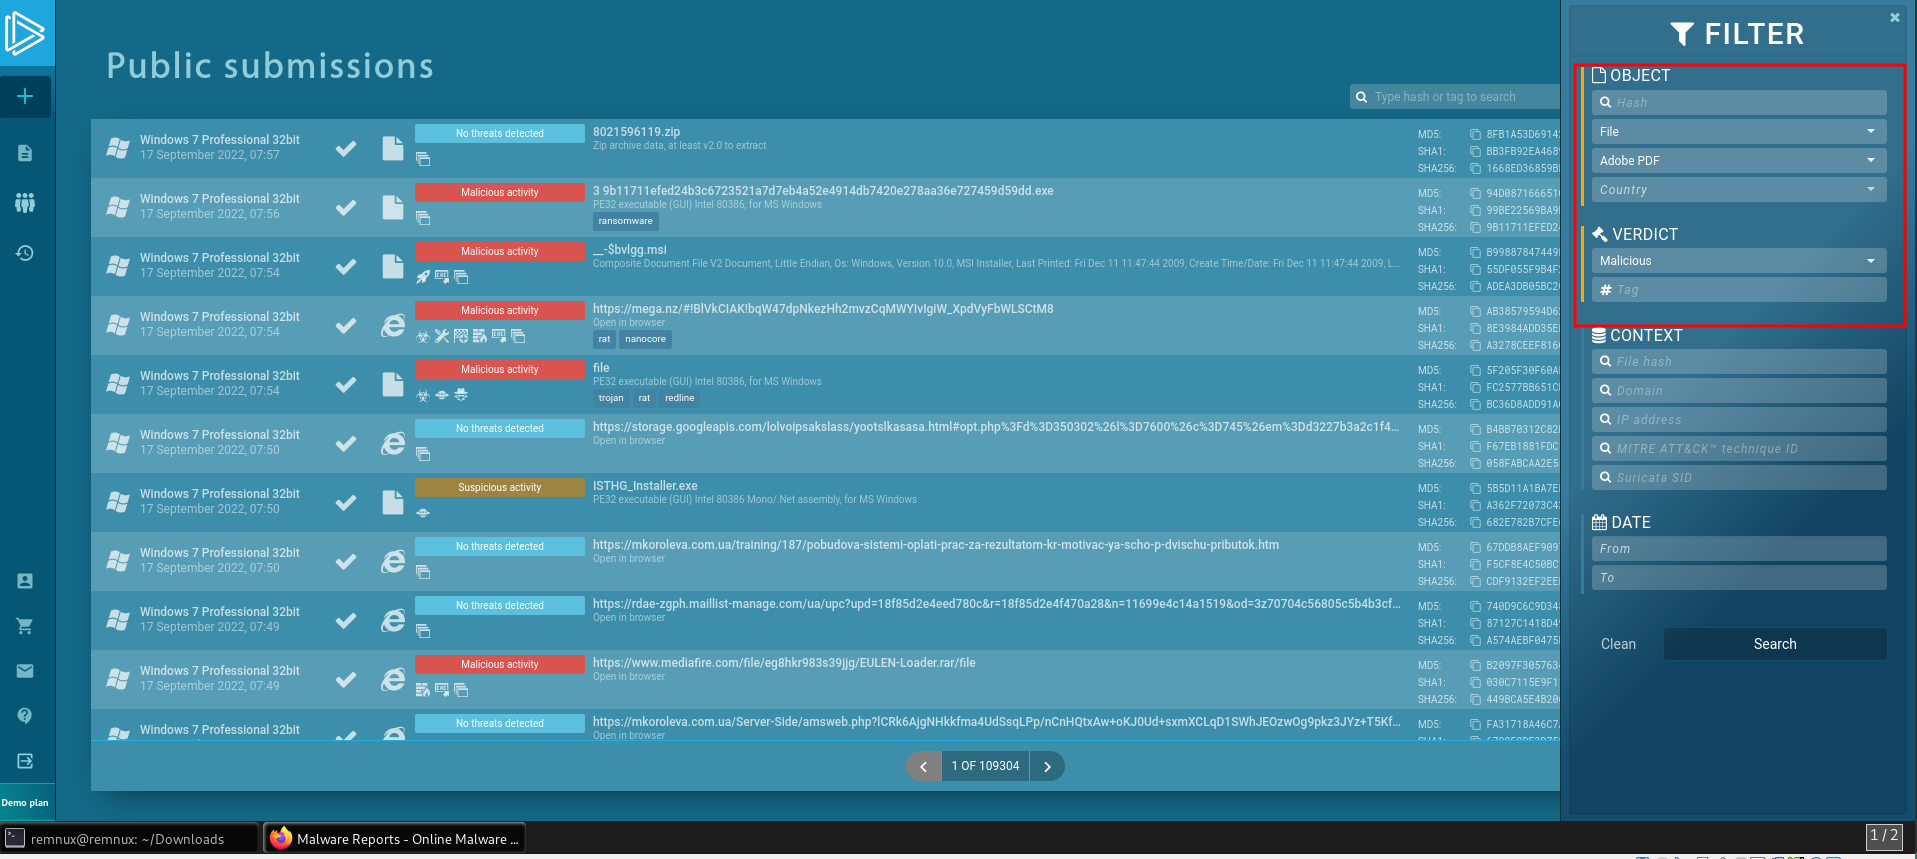 Public submissions
Type hash or tag to search
Windows 7 Professional 32bit
17 September 2022, 07:57
No threats detected
8021596119.zip
Zip archive data, at least v2.0 to extract
MD5: 8FB1A53D6914
SHA1: BB3FB92EA468
SHA256: 1668ED36859B
Windows 7 Professional 32bit
17 September 2022, 07:56
Malicious activity
3 9b11711efed24b3c6723521a7d7eb4a52e4914db7420e278aa36e727459d59dd.exe
PE32 executable (GUI) Intel 80386, for MS Windows
ransomware
MD5: 94D087166651
SHA1: 99BE22569BA9
SHA256: 9B11711EFED2
Windows 7 Professional 32bit
17 September 2022, 07:54
Malicious activity
__-$bvlgg.msi
Composite Document File V2 Document, Little Endian, Os: Windows, Version 10.0, MSI Installer, Last Printed: Fri Dec 11 11:47:44 2009, Create Time/Date: Fri Dec 11 11:47:44 2009, L...
MD5: B99887847449
SHA1: 55DF055F9B4F
SHA256: ADEA3DB05BC2
Windows 7 Professional 32bit
17 September 2022, 07:54
Malicious activity
https://mega.nz/#!BlVkCIAK!bqW47dpNkezHh2mvzCqMWYIvIgiW_XpdVyFbWLSCtM8
Open in browser
rat nanocore
MD5: AB38579594D6
SHA1: 8E3984ADD35E
SHA256: A3278CEEF816
Windows 7 Professional 32bit
17 September 2022, 07:54
Malicious activity
file
PE32 executable (GUI) Intel 80386, for MS Windows
trojan rat redline
MD5: 5F205F30F60A
SHA1: FC2577BB651C
SHA256: BC36D8ADD91A
Windows 7 Professional 32bit
17 September 2022, 07:50
No threats detected
https://storage.googleapis.com/lolvoipsakslass/yootslkasasa.html#opt.php%3Fd%3D350302%26l%3D7600%26c%3D745%26em%3Dd3227b3a2c1f4...
Open in browser
MD5: B4BB70312C82
SHA1: F67EB1881FDC
SHA256: 058FABCAA2E5
Windows 7 Professional 32bit
17 September 2022, 07:50
Suspicious activity
ISTHG_Installer.exe
PE32 executable (GUI) Intel 80386 Mono/.Net assembly, for MS Windows
MD5: 5B5D11A1BA7E
SHA1: A362F72073C4
SHA256: 682E782B7CFE
Windows 7 Professional 32bit
17 September 2022, 07:50
No threats detected
https://mkoroleva.com.ua/training/187/pobudova-sistemi-oplati-prac-za-rezultatom-kr-motivac-ya-scho-p-dvischu-pributok.htm
Open in browser
MD5: 67DDB8AEF909
SHA1: F5CF8E4C50BC
SHA256: CDF9132EF2EE
Windows 7 Professional 32bit
17 September 2022, 07:49
No threats detected
https://rdae-zgph.maillist-manage.com/ua/upc?upd=18f85d2e4eed780c&r=18f85d2e4f470a28&n=11699e4c14a1519&od=3z70704c56805c5b4b3cf...
Open in browser
MD5: 740D9C6C9D34
SHA1: 87127C1418D4
SHA256: A574AEBF0475
Windows 7 Professional 32bit
17 September 2022, 07:49
Malicious activity
https://www.mediafire.com/file/eg8hkr983s39jjg/EULEN-Loader.rar/file
Open in browser
MD5: B2097F305763
SHA1: 030C7115E9F1
SHA256: 449BCA5E4B20
Windows 7 Professional 32bit
No threats detected
https://mkoroleva.com.ua/Server-Side/amsweb.php?lCRk6AjgNHkkfma4UdSsqLPp/nCnHQtxAw+oKJ0Ud+sxmXCLqD1SWhJEOzwOg9pkz3JYz+T5Kf...
Open in browser
MD5: FA31718A46C7
1 OF 109304
FILTER
OBJECT
Hash
File
Adobe PDF
Country
VERDICT
Malicious
# Tag
CONTEXT
File hash
Domain
IP address
MITRE ATT&CK™ technique ID
Suricata SID
DATE
From
To
Clean
Search
Demo plan
remnux@remnux: ~/Downloads
Malware Reports - Online Malware ...
1 / 2